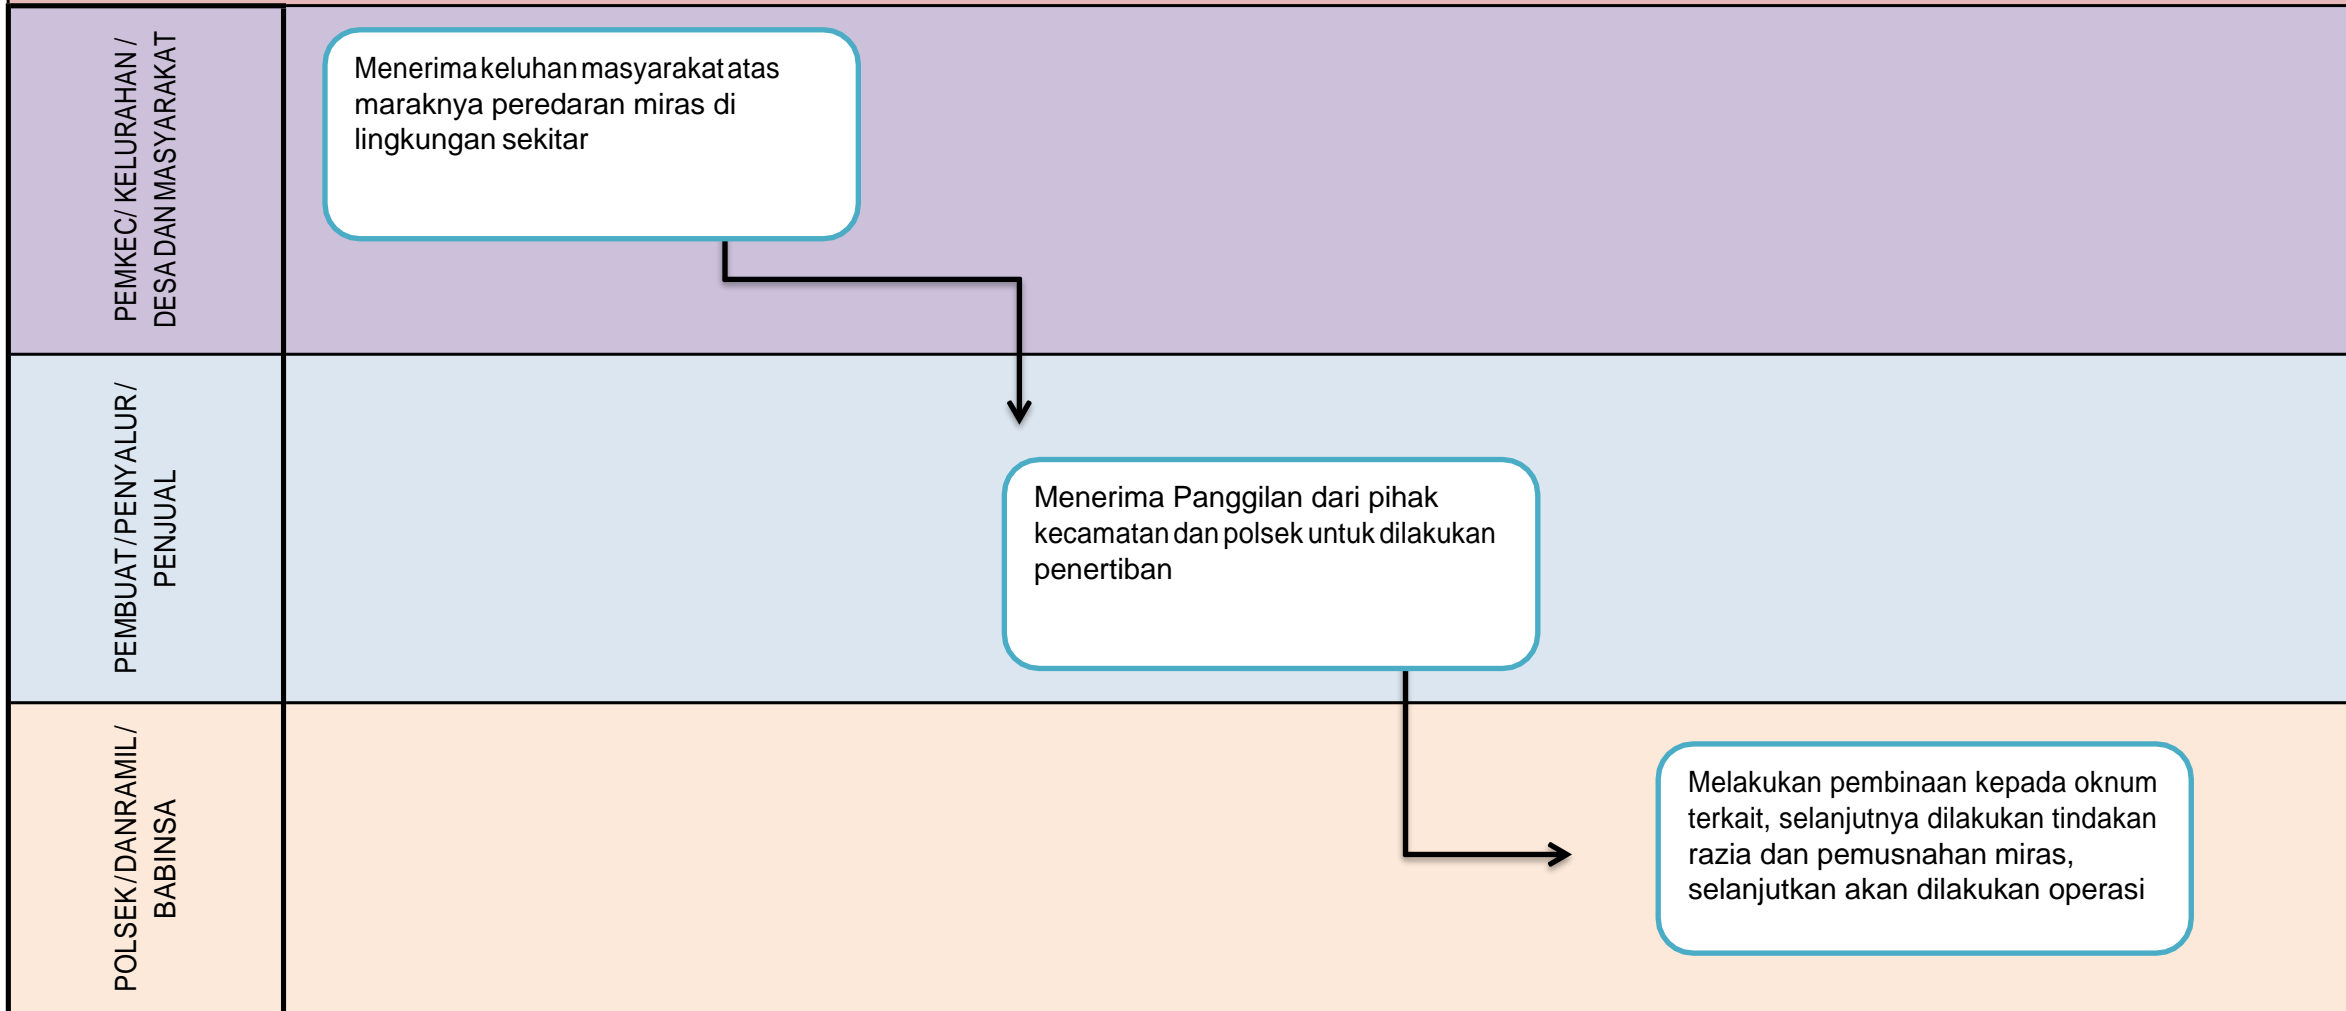 PEMKEC/ KELURAHAN /
DESA DAN MASYARAKAT
Menerima keluhan masyarakat atas
maraknya peredaran miras di
lingkungan sekitar
PEMBUAT / PENYALUR /
PENJUAL
Menerima Panggilan dari pihak
kecamatan dan polsek untuk dilakukan
penertiban
POLSEK / DANRAMIL /
BABINSA
Melakukan pembinaan kepada oknum
terkait, selanjutnya dilakukan tindakan
razia dan pemusnahan miras,
selanjutkan akan dilakukan operasi